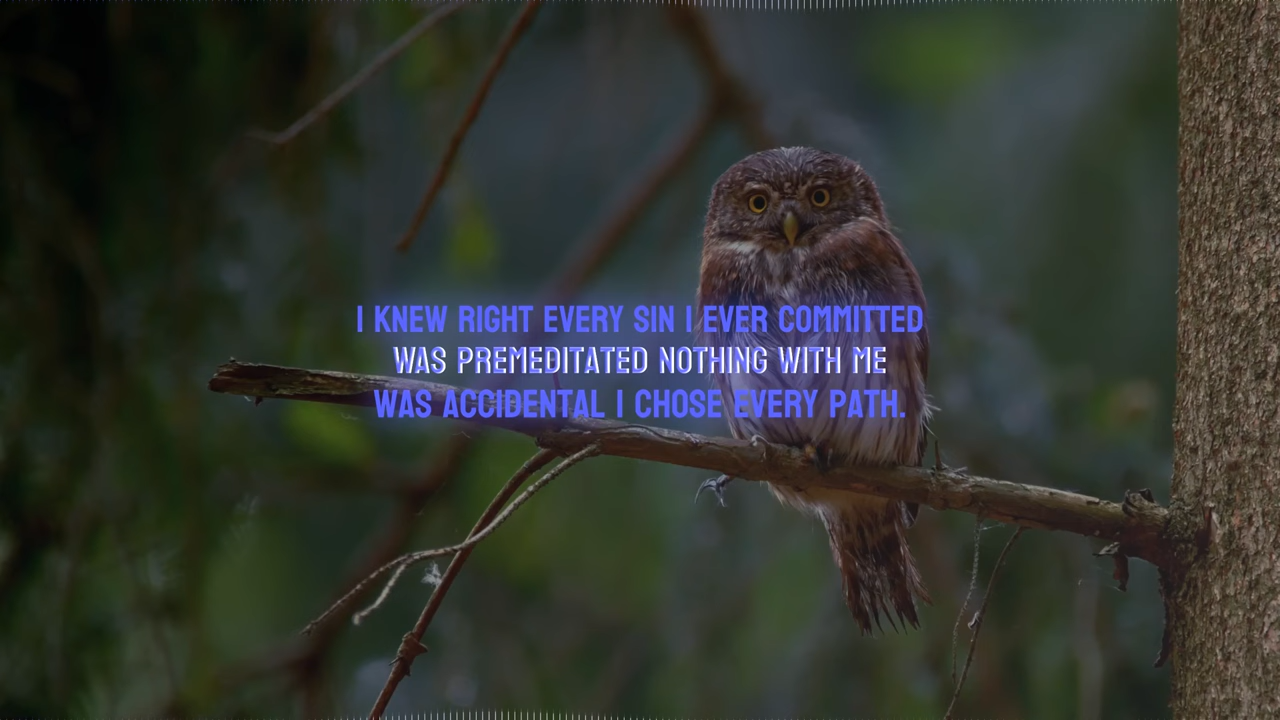 I KNEW RIGHT EVERY SIN I EVER COMMITTED
WAS PREMEDITATED NOTHING WITH ME
WAS ACCIDENTAL I CHOSE EVERY PATH.